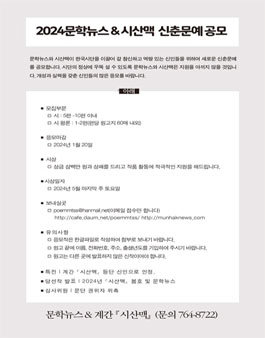 2024문학뉴스 & 시산맥 신춘문예 공모
문학뉴스와 시산맥이 한국시단을 이끌어 갈 참신하고 역량 있는 신인들을 위하여 새로운 신춘문예
를 공모합니다. 시단의 정상에 우뚝 설 수 있도록 문학뉴스와 시산맥은 지원을 아끼지 않을 것입니
다. 개성과 실력을 갖춘 신인들의 많은 응모를 바랍니다.
아래
● 모집부문
○ 시 : 5편 - 10편 이내
○ 시 평론 : 1-2편(편당 원고지 60매 내외)
● 응모마감
○ 2024년 1월 20일
● 시상
○ 상금 삼백만 원과 상패를 드리고 작품 활동에 적극적인 지원을 해드립니다.
● 시상일자
○ 2024년 5월 마지막 주 토요일
● 보내실곳
○ poemmtss@hanmail.net(이메일 접수만 합니다)
http://cafe.daum.net/poemmtss/ http://munhaknews.com
● 유의사항
○ 응모작은 한글파일로 작성하여 첨부로 보내기 바랍니다.
○ 원고 끝에 이름, 전화번호, 주소, 출생년도를 기입하여 주시기 바랍니다.
○ 원고는 다른 곳에 발표하지 않은 신작이어야 합니다.
● 특전 | 계간 『시산맥』 등단 신인으로 인정.
● 당선작 발표 | 2024년 『시산맥』 봄호 및 문학뉴스
● 심사위원 | 문단 권위자 위촉
문학뉴스 & 계간 『시산맥』 (문의 764-8722)